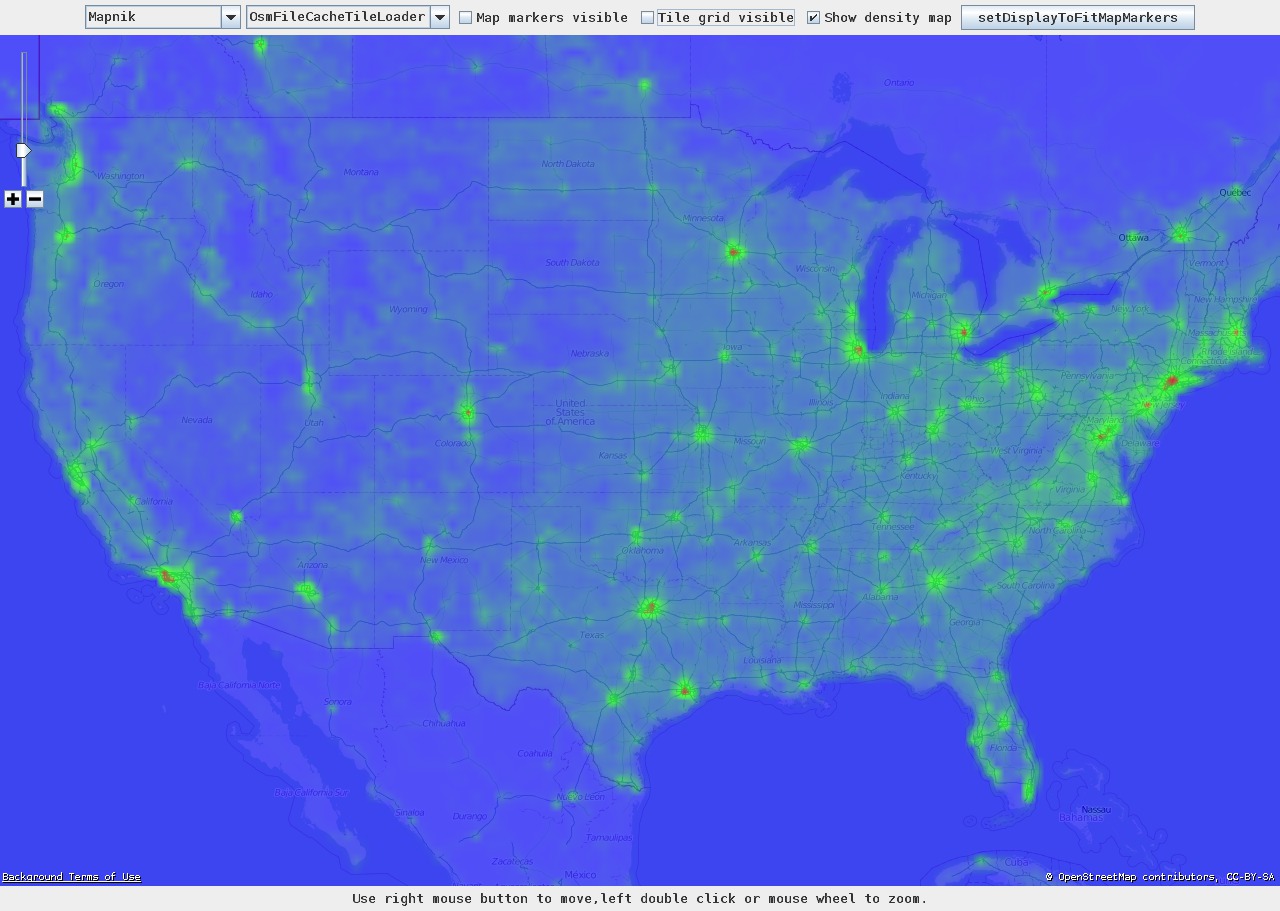 Mapnik
OsmFileCacheTileLoader
Map markers visible
Tile grid visible
Show density map
setDisplayToFitMapMarkers
Ontario
Quebec
Washington
Montana
North Dakota
Minnesota
Ottawa
Vermont
Oregon
Idaho
South Dakota
Wisconsin
Michigan
New York
New Hampshire
Wyoming
Massachusetts
Nebraska
Iowa
Rhode Island
Pennsylvania
Nevada
Utah
United
States
of America
Illinois
Indiana
Ohio
Colorado
Kansas
Missouri
Maryland
Delaware
West Virginia
Kentucky
Virginia
California
Tennessee
North Carolina
Oklahoma
Arkansas
Arizona
New Mexico
South Carolina
Alabama
Mississippi
Georgia
Texas
Louisiana
Baja California Norte
Sonora
Chihuahua
Coahuila
Florida
Baja California Sur
Nuevo León
Sinaloa
Durango
Nassau
Bahamas
Tamaulipas
Zacatecas
Cuba
México
Background Terms of Use
© OpenStreetMap contributors, CC-BY-SA
Use right mouse button to move,left double click or mouse wheel to zoom.